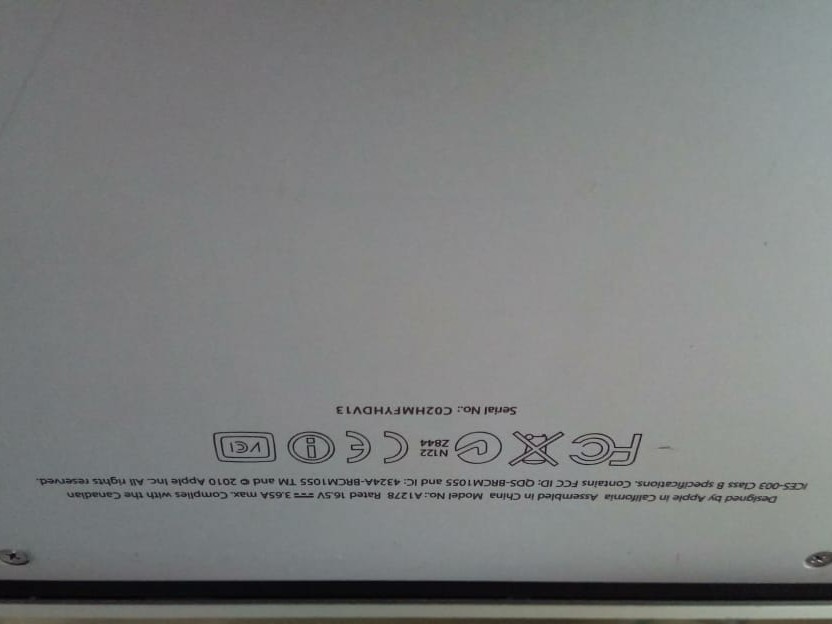 Designed by Apple in California Assembled in China Model No.: A1278 Rated 16.5V ⎓ 3.65A max. Complies with the Canadian
ICES-003 Class B specifications. Contains FCC ID: QDS-BRCM1055 and IC: 4324A-BRCM1055 TM and © 2010 Apple Inc. All rights reserved.
FC N122 CE VCI
Z844
Serial No.: C02HMFYHDV13